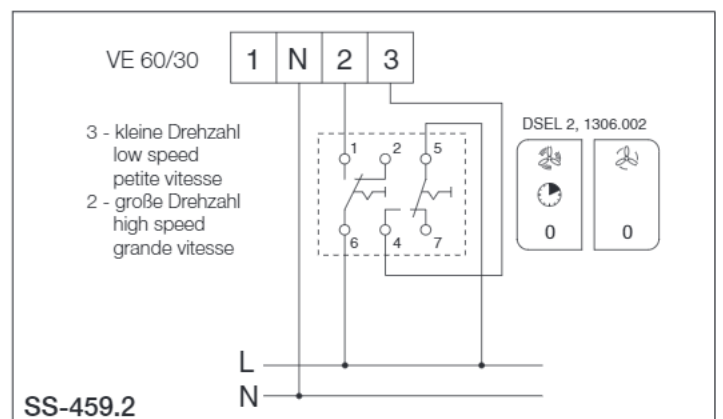 VE 60/30
1 N 2 3
3 - kleine Drehzahl
low speed
petite vitesse
2 - große Drehzahl
high speed
grande vitesse
1 2 5
6 4 7
DSEL 2, 1306.002
0 0
L
N
SS-459.2